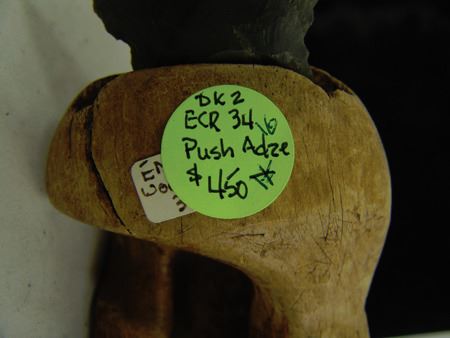 DK2
ECR 34
Push Adze
$ 450